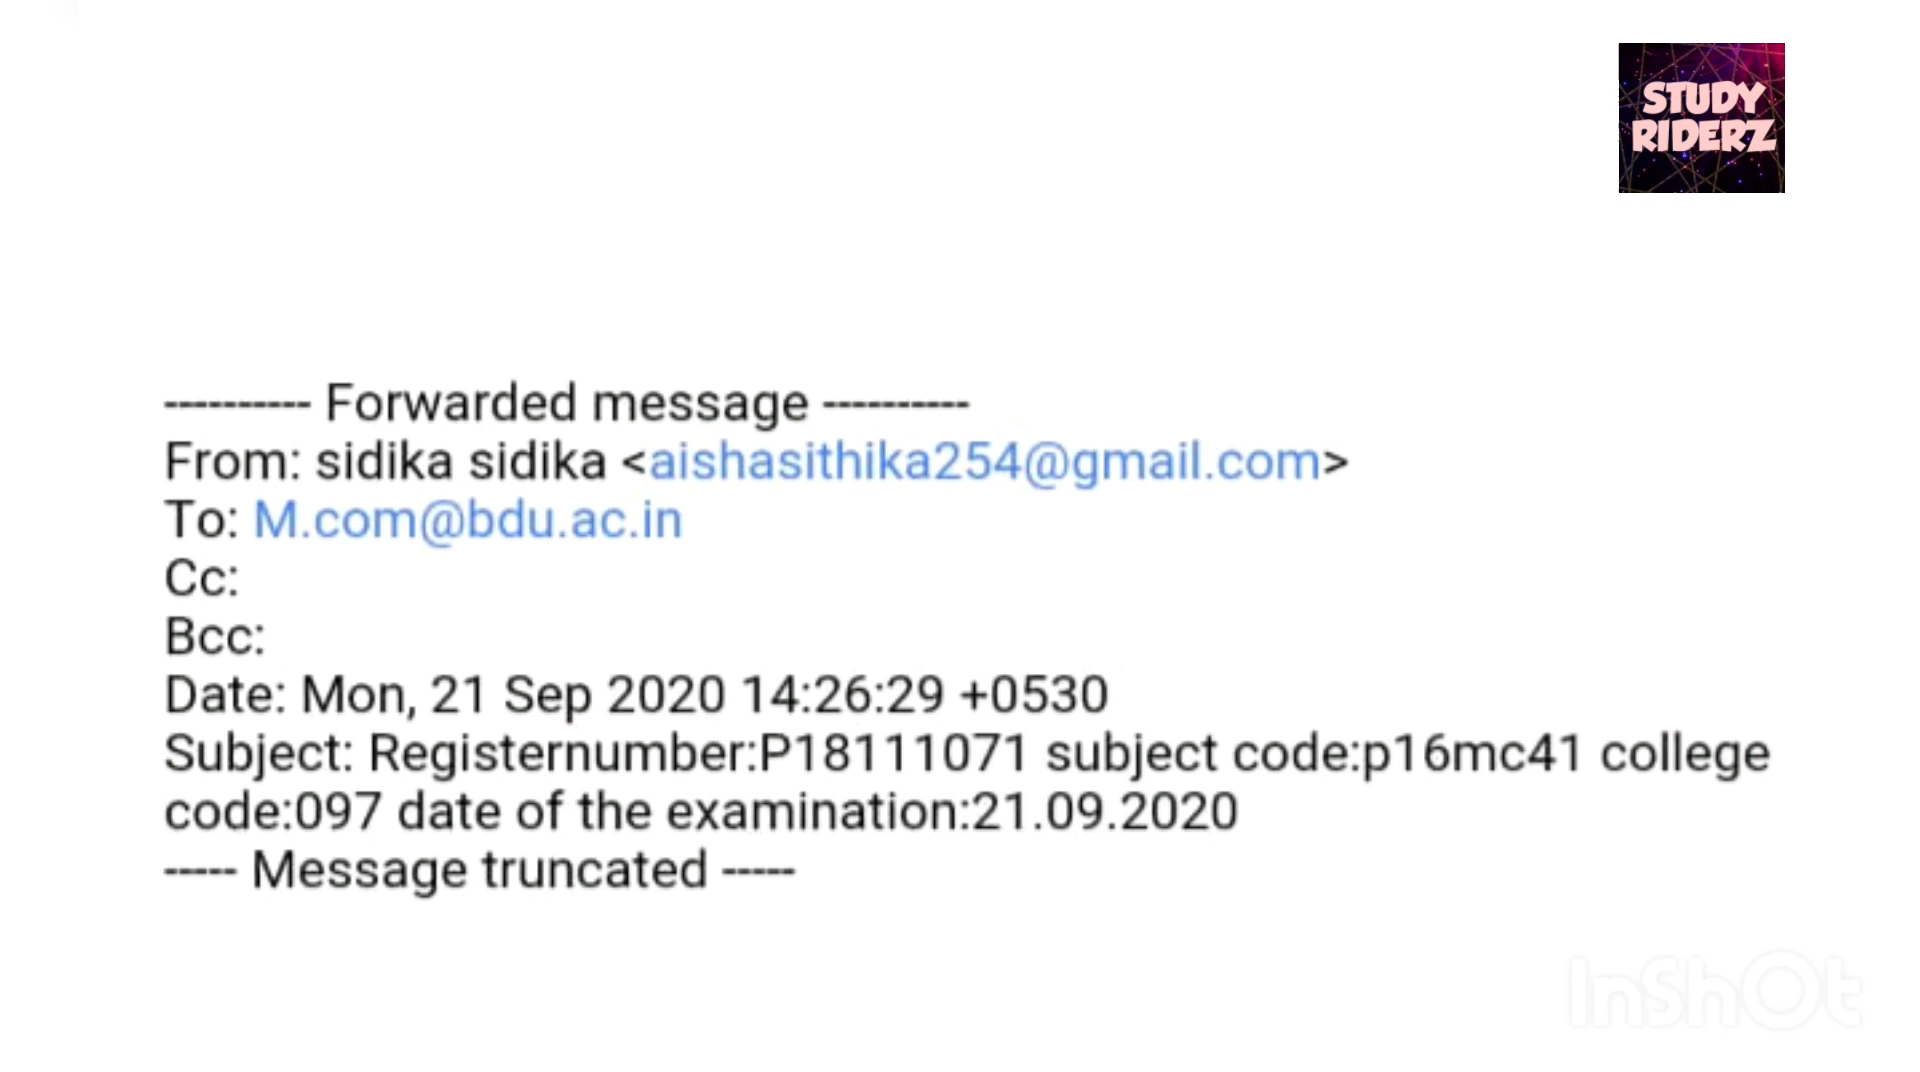 STUDY
RIDERZ
---------- Forwarded message ----------
From: sidika sidika <aishasithika254@gmail.com>
To: M.com@bdu.ac.in
Cc:
Bcc:
Date: Mon, 21 Sep 2020 14:26:29 +0530
Subject: Registernumber:P18111071 subject code:p16mc41 college
code:097 date of the examination:21.09.2020
----- Message truncated -----
InShOt